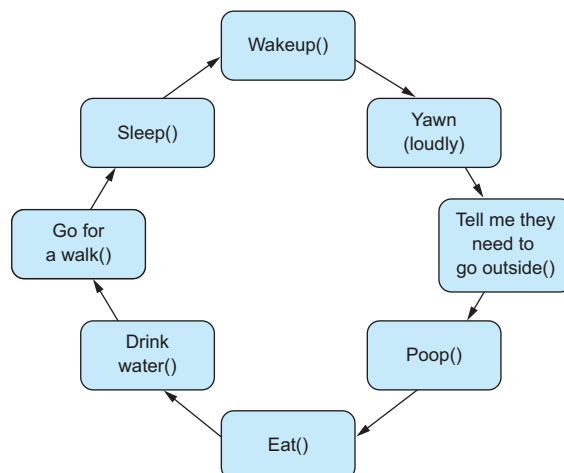 Wakeup()
Yawn
(loudly)
Tell me they
need to
go outside()
Poop()
Eat()
Drink
water()
Go for
a walk()
Sleep()